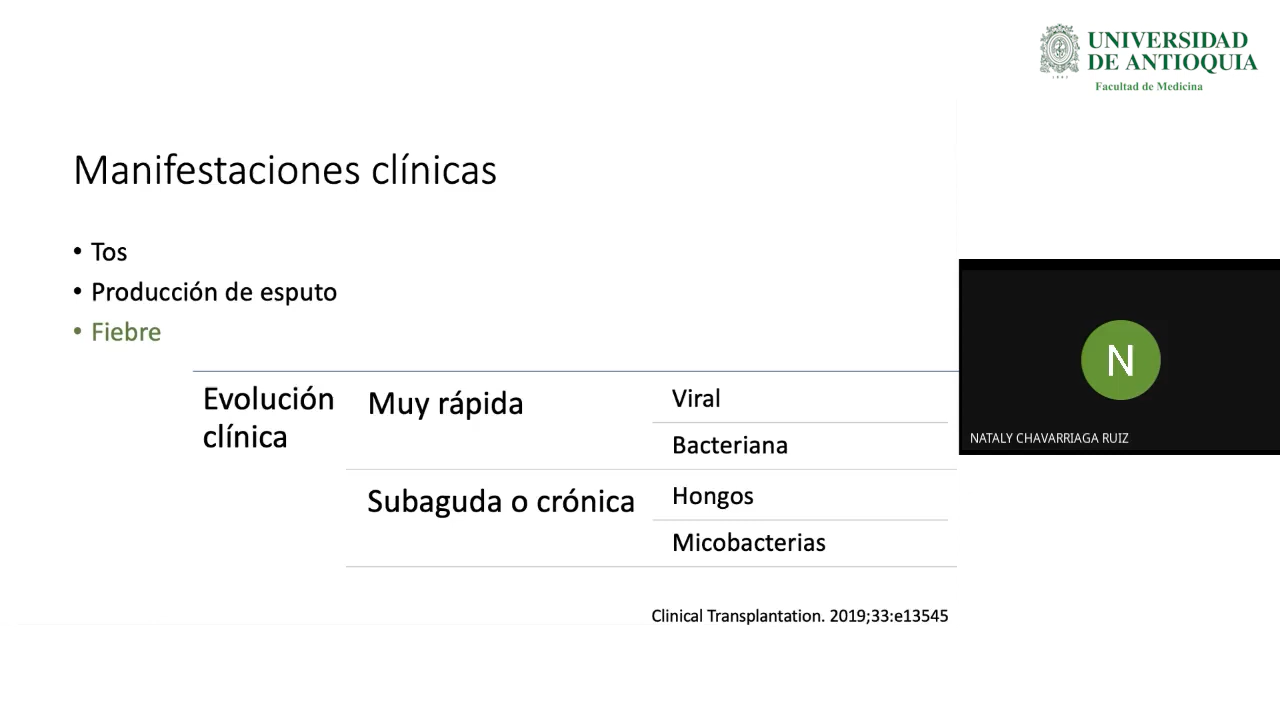 UNIVERSIDAD
DE ANTIOQUIA
Facultad de Medicina
Manifestaciones clínicas
• Tos
• Producción de esputo
• Fiebre
Evolución
clínica
Muy rápida
Viral
Bacteriana
Subaguda o crónica
Hongos
Micobacterias
Clinical Transplantation. 2019;33:e13545
N
NATALY CHAVARRIAGA RUIZ